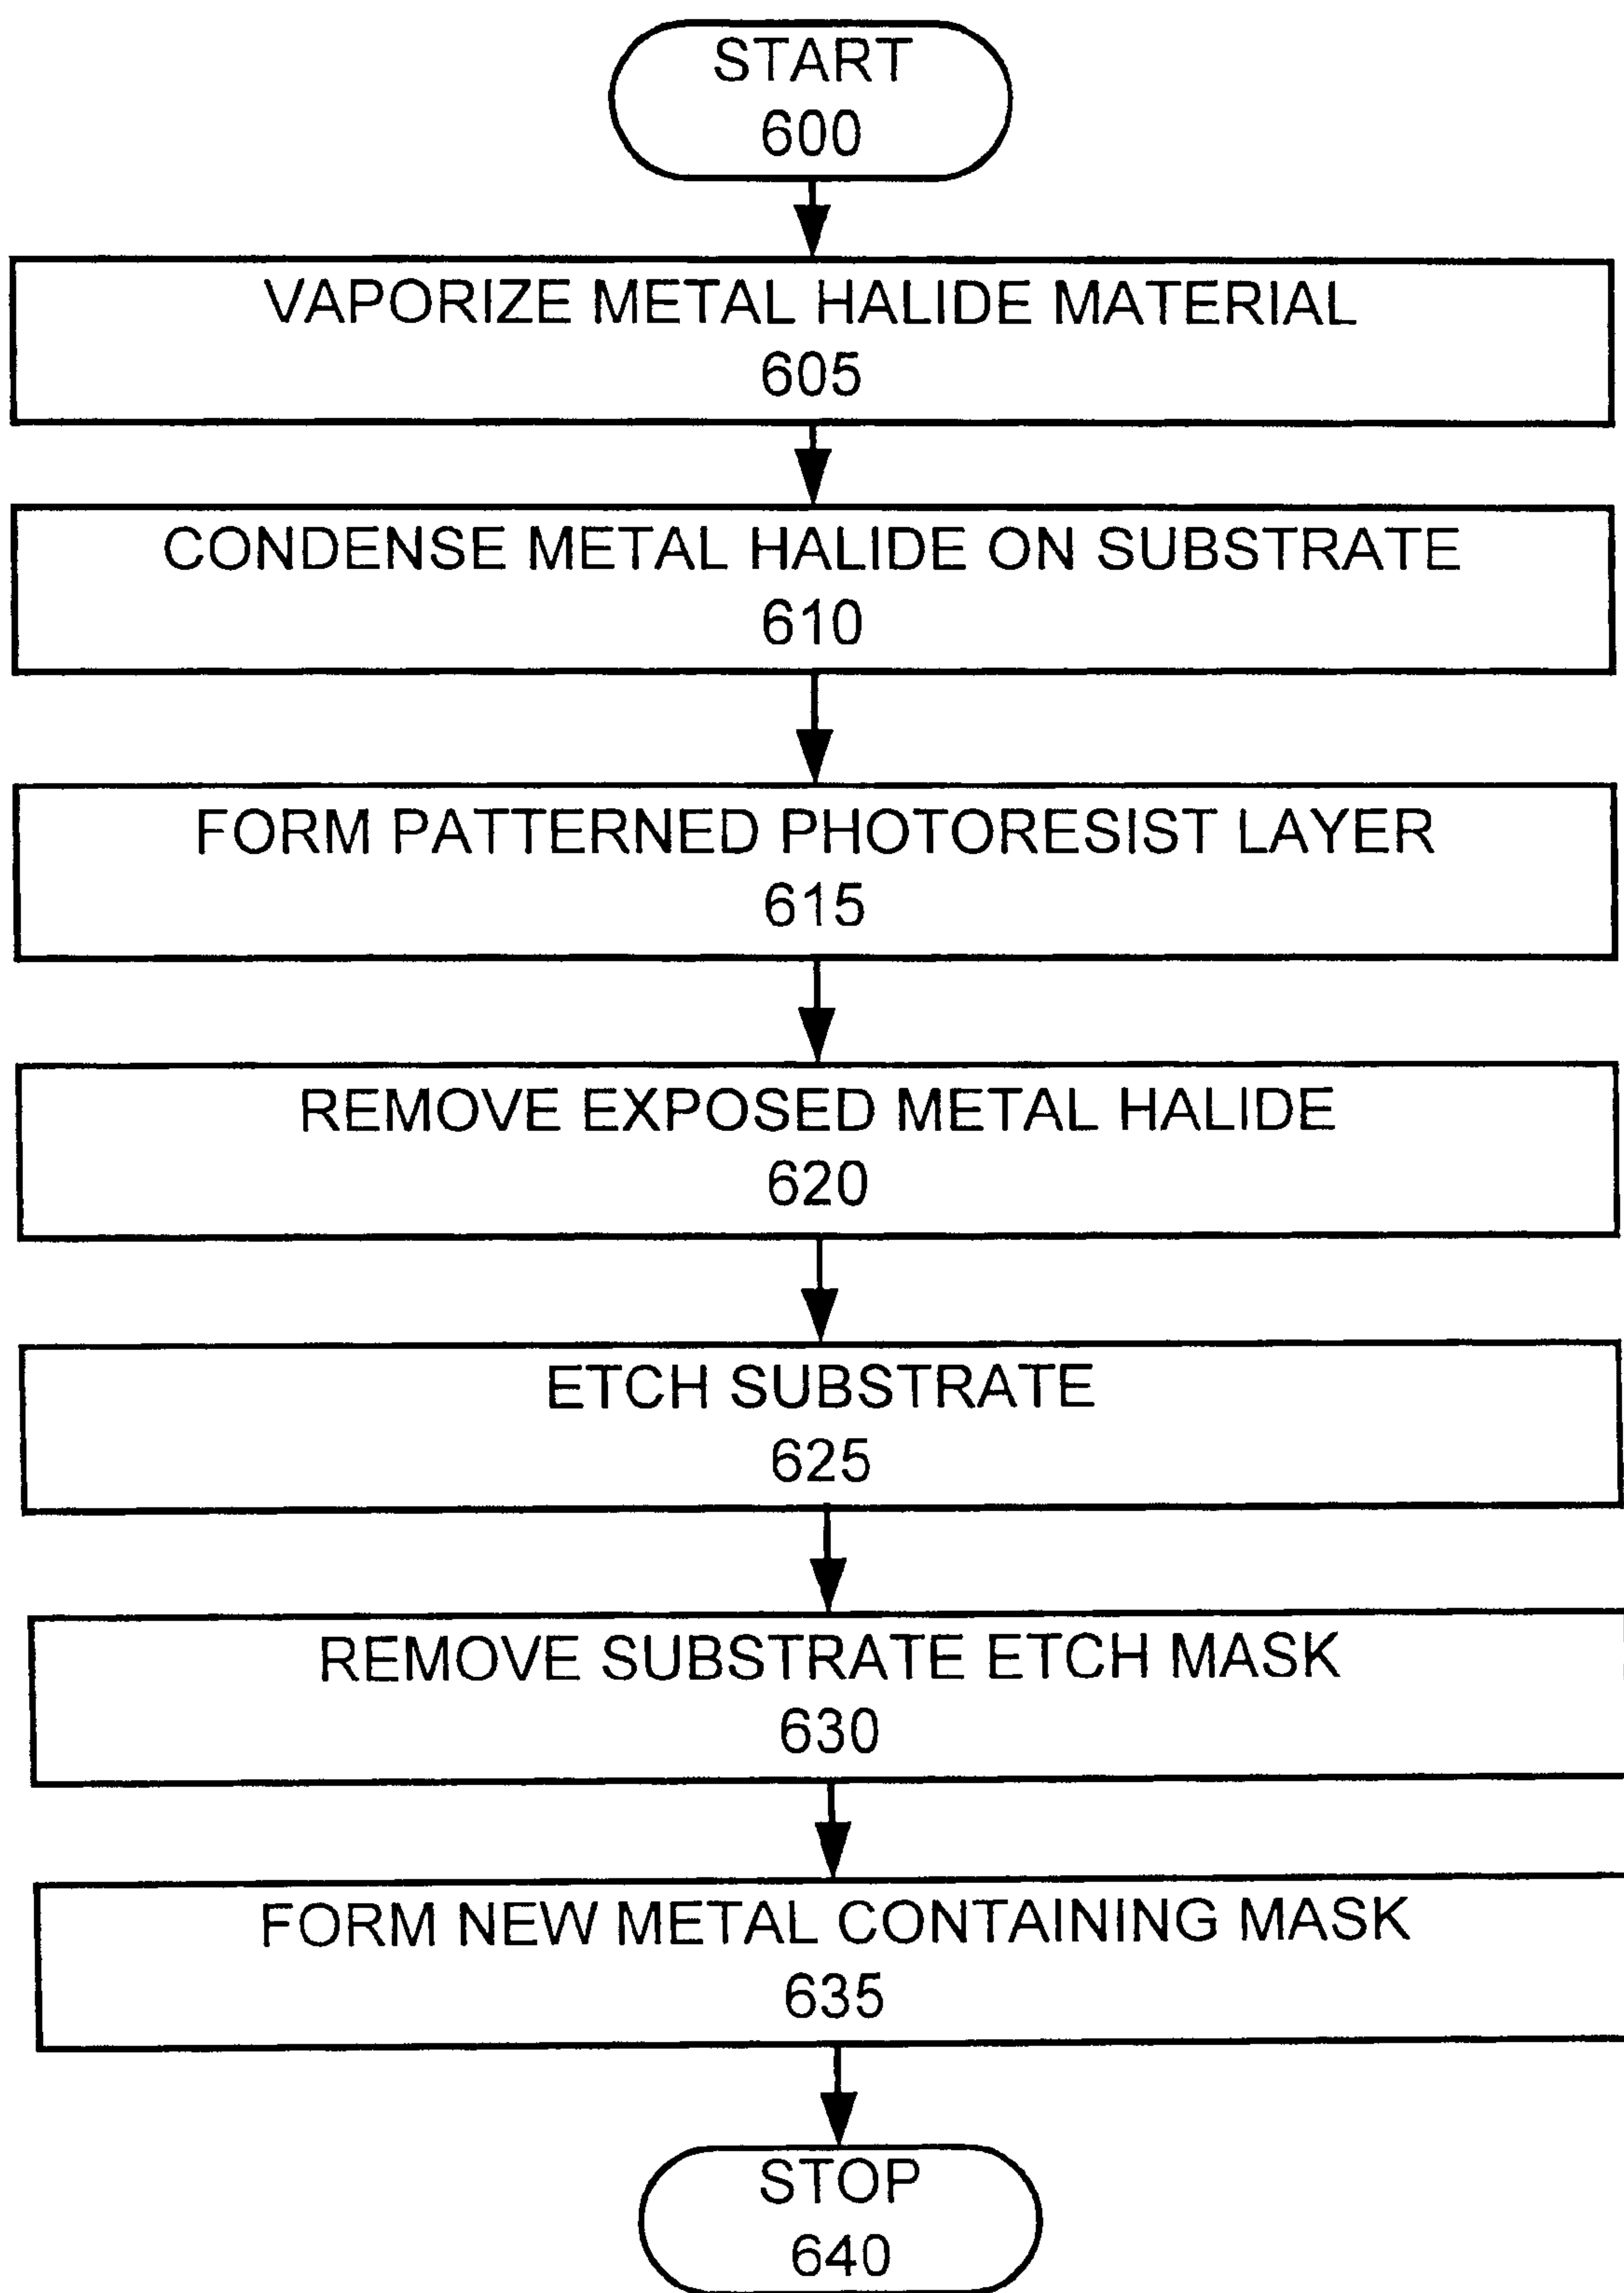 START
600
VAPORIZE METAL HALIDE MATERIAL
605
CONDENSE METAL HALIDE ON SUBSTRATE
610
FORM PATTERNED PHOTORESIST LAYER
615
REMOVE EXPOSED METAL HALIDE
620
ETCH SUBSTRATE
625
REMOVE SUBSTRATE ETCH MASK
630
FORM NEW METAL CONTAINING MASK
635
STOP
640